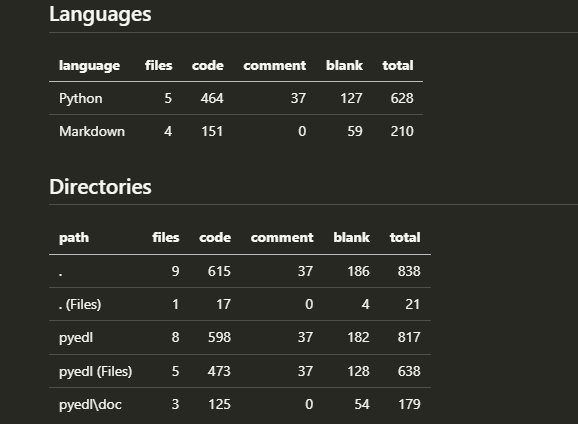 Languages
language files code comment blank total
Python 5 464 37 127 628
Markdown 4 151 0 59 210
Directories
path files code comment blank total
. 9 615 37 186 838
. (Files) 1 17 0 4 21
pyedl 8 598 37 182 817
pyedl (Files) 5 473 37 128 638
pyedl\doc 3 125 0 54 179